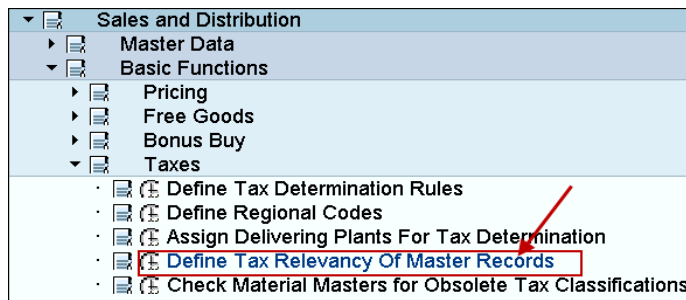 Sales and Distribution
Master Data
Basic Functions
Pricing
Free Goods
Bonus Buy
Taxes
Define Tax Determination Rules
Define Regional Codes
Assign Delivering Plants For Tax Determination
Define Tax Relevancy Of Master Records
Check Material Masters for Obsolete Tax Classifications